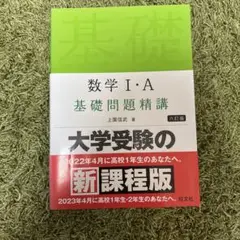 基礎
数学 I・A
基礎問題精講
上園信武 著
六訂版
大学受験の
2022年4月に高校1年生のあなたへ。
新課程版
2023年4月に高校1年生・2年生のあなたへ。
旺文社